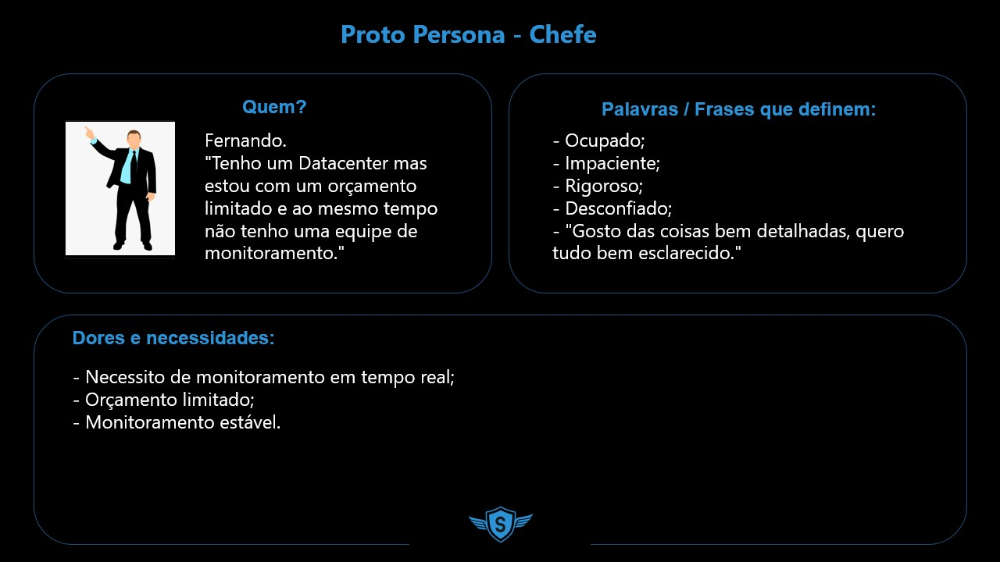 Proto Persona - Chefe
Quem?
Fernando.
"Tenho um Datacenter mas
estou com um orçamento
limitado e ao mesmo tempo
não tenho uma equipe de
monitoramento."
Palavras / Frases que definem:
- Ocupado;
- Impaciente;
- Rigoroso;
- Desconfiado;
- "Gosto das coisas bem detalhadas, quero
tudo bem esclarecido."
Dores e necessidades:
- Necessito de monitoramento em tempo real;
- Orçamento limitado;
- Monitoramento estável.
S